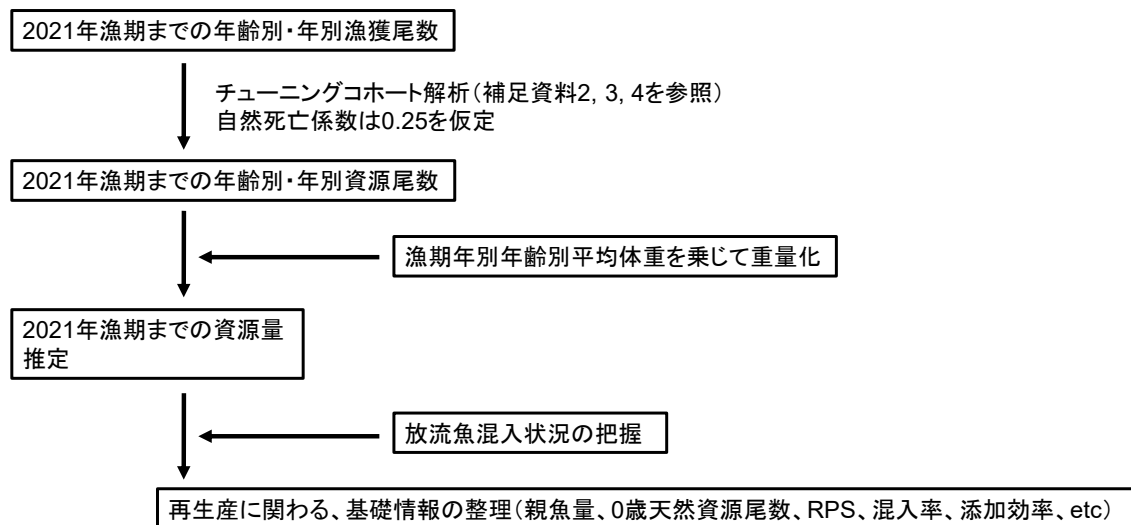 2021年漁期までの年齢別・年別漁獲尾数
チューニングコホート解析（補足資料2, 3, 4を参照）
自然死亡係数は0.25を仮定
2021年漁期までの年齢別・年別資源尾数
漁期年別年齢別平均体重を乗じて重量化
2021年漁期までの資源量
推定
放流魚混入状況の把握
再生産に関わる、基礎情報の整理（親魚量、0歳天然資源尾数、RPS、混入率、添加効率、etc）